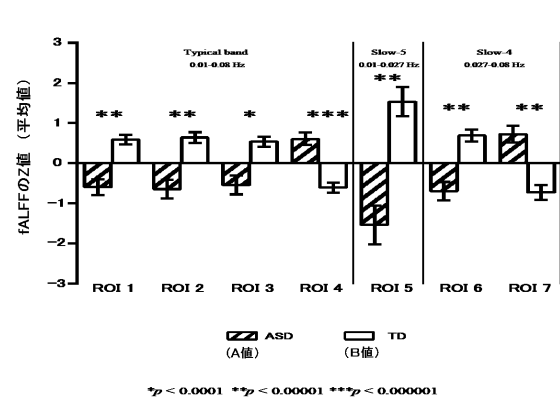 Typical band
0.01-0.08 Hz
Slow-5
0.01-0.027 Hz
Slow-4
0.027-0.08 Hz
fALFFのZ値 (平均値)
3
2
1
0
−1
−2
−3
** ** * *** ** ** **
ROI 1 ROI 2 ROI 3 ROI 4 ROI 5 ROI 6 ROI 7
ASD TD
(A値) (B値)
*p < 0.0001 **p < 0.00001 ***p < 0.000001